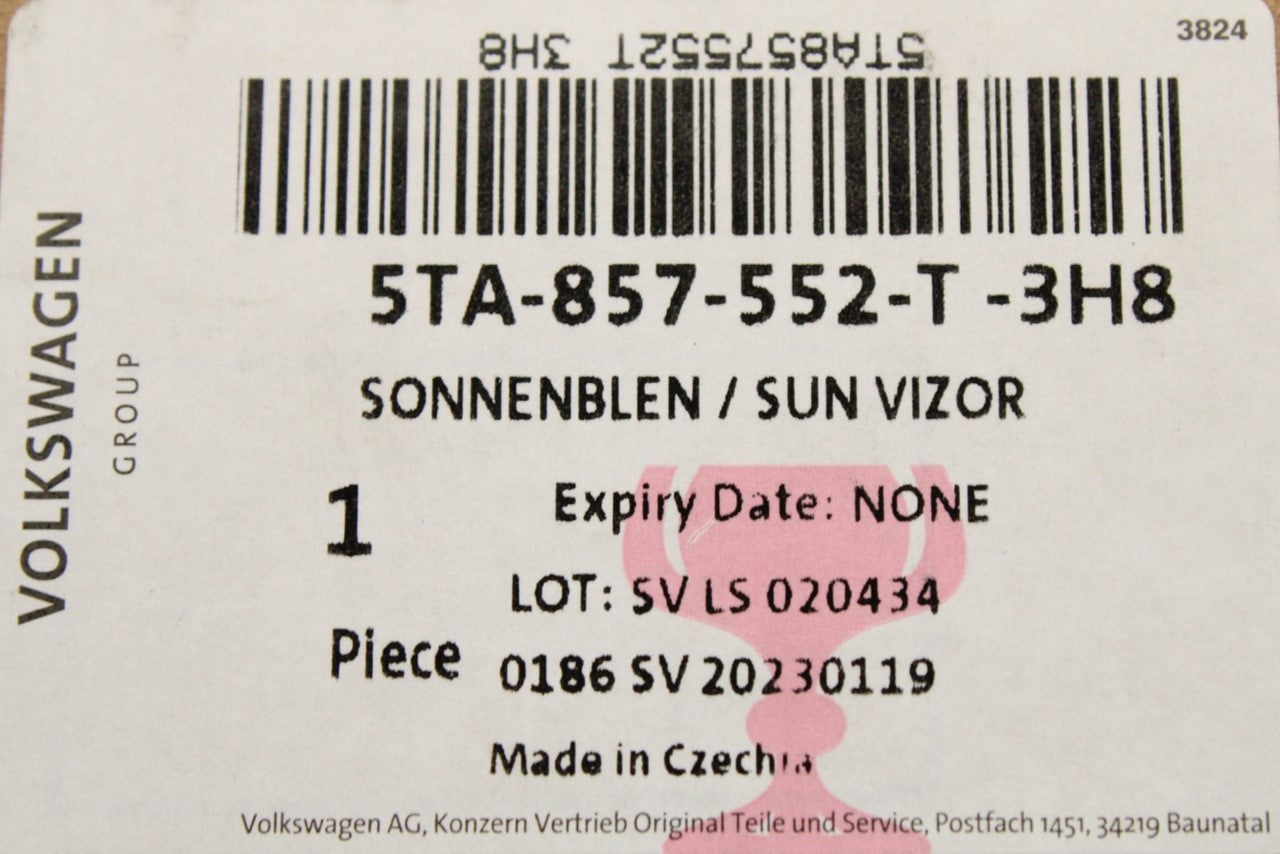 3824
5TA857552T 3H8
5TA-857-552-T -3H8
SONNENBLEN / SUN VIZOR
VOLKSWAGEN
GROUP
1
Piece
Expiry Date: NONE
LOT: SV LS 020434
0186 SV 20230119
Made in Czechia
Volkswagen AG, Konzern Vertrieb Original Teile und Service, Postfach 1451, 34219 Baunatal